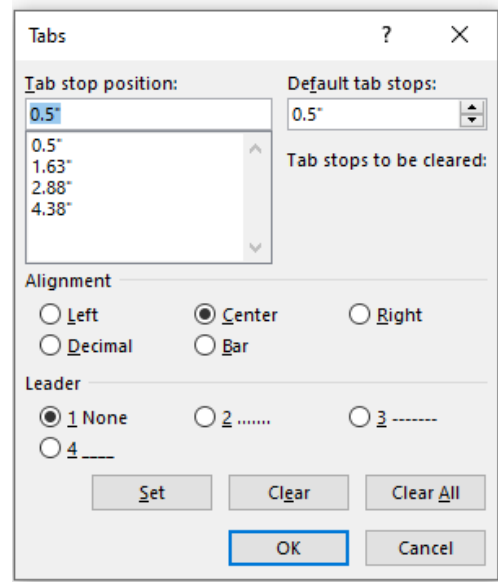 Tabs ?
Tab stop position: Default tab stops:
0.5" 0.5"
0.5"
1.63" Tab stops to be cleared:
2.88"
4.38"
Alignment
Left Center Right
Decimal Bar
Leader
1 None 2 ....... 3 -------
4 ____
Set Clear Clear All
OK Cancel